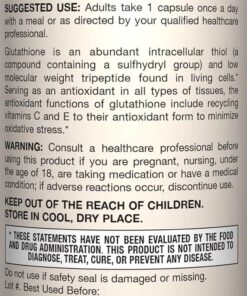 SUGGESTED USE: Adults take 1 capsule once a day
with a meal or as directed by your qualified healthcare
professional.
Glutathione is an abundant intracellular thiol (a
compound containing a sulfhydryl group) and low
molecular weight tripeptide found in living cells.*
Serving as an antioxidant in all types of tissues, the
antioxidant functions of glutathione include recycling
vitamins C and E to their antioxidant form to minimize
oxidative stress.*
WARNING: Consult a healthcare professional before
using this product if you are pregnant, nursing, under
the age of 18, are taking medication or have a medical
condition; if adverse reactions occur, discontinue use.
KEEP OUT OF THE REACH OF CHILDREN.
STORE IN COOL, DRY PLACE.
* THESE STATEMENTS HAVE NOT BEEN EVALUATED BY THE FOOD
AND DRUG ADMINISTRATION. THIS PRODUCT IS NOT INTENDED TO
DIAGNOSE, TREAT, CURE, OR PREVENT ANY DISEASE.
Do not use if safety seal is damaged or missing.
Lot #. Best Used Before: